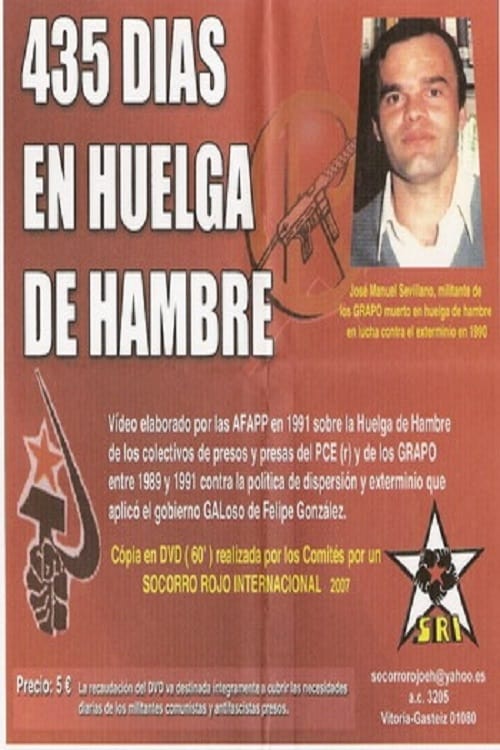 435 DIAS
EN HUELGA
DE HAMBRE
José Manuel Sevillano, militante de
los GRAPO muerto en huelga de hambre
en lucha contra el exterminio en 1990
Vídeo elaborado por las AFAPP en 1991 sobre la Huelga de Hambre
de los colectivos de presos y presas del PCE (r) y de los GRAPO
entre 1989 y 1991 contra la política de dispersión y exterminio que
aplicó el gobierno GALoso de Felipe González.
Cópia en DVD ( 60' ) realizada por los Comités por un
SOCORRO ROJO INTERNACIONAL 2007
SRI
Precio: 5 € La recaudación del DVD va destinada integramente a cubrir las necesidades
diarias de los militantes comunistas y antifascistas presos.
socorrorojoeh@yahoo.es
a.c. 3205
Vitoria-Gasteiz 01080